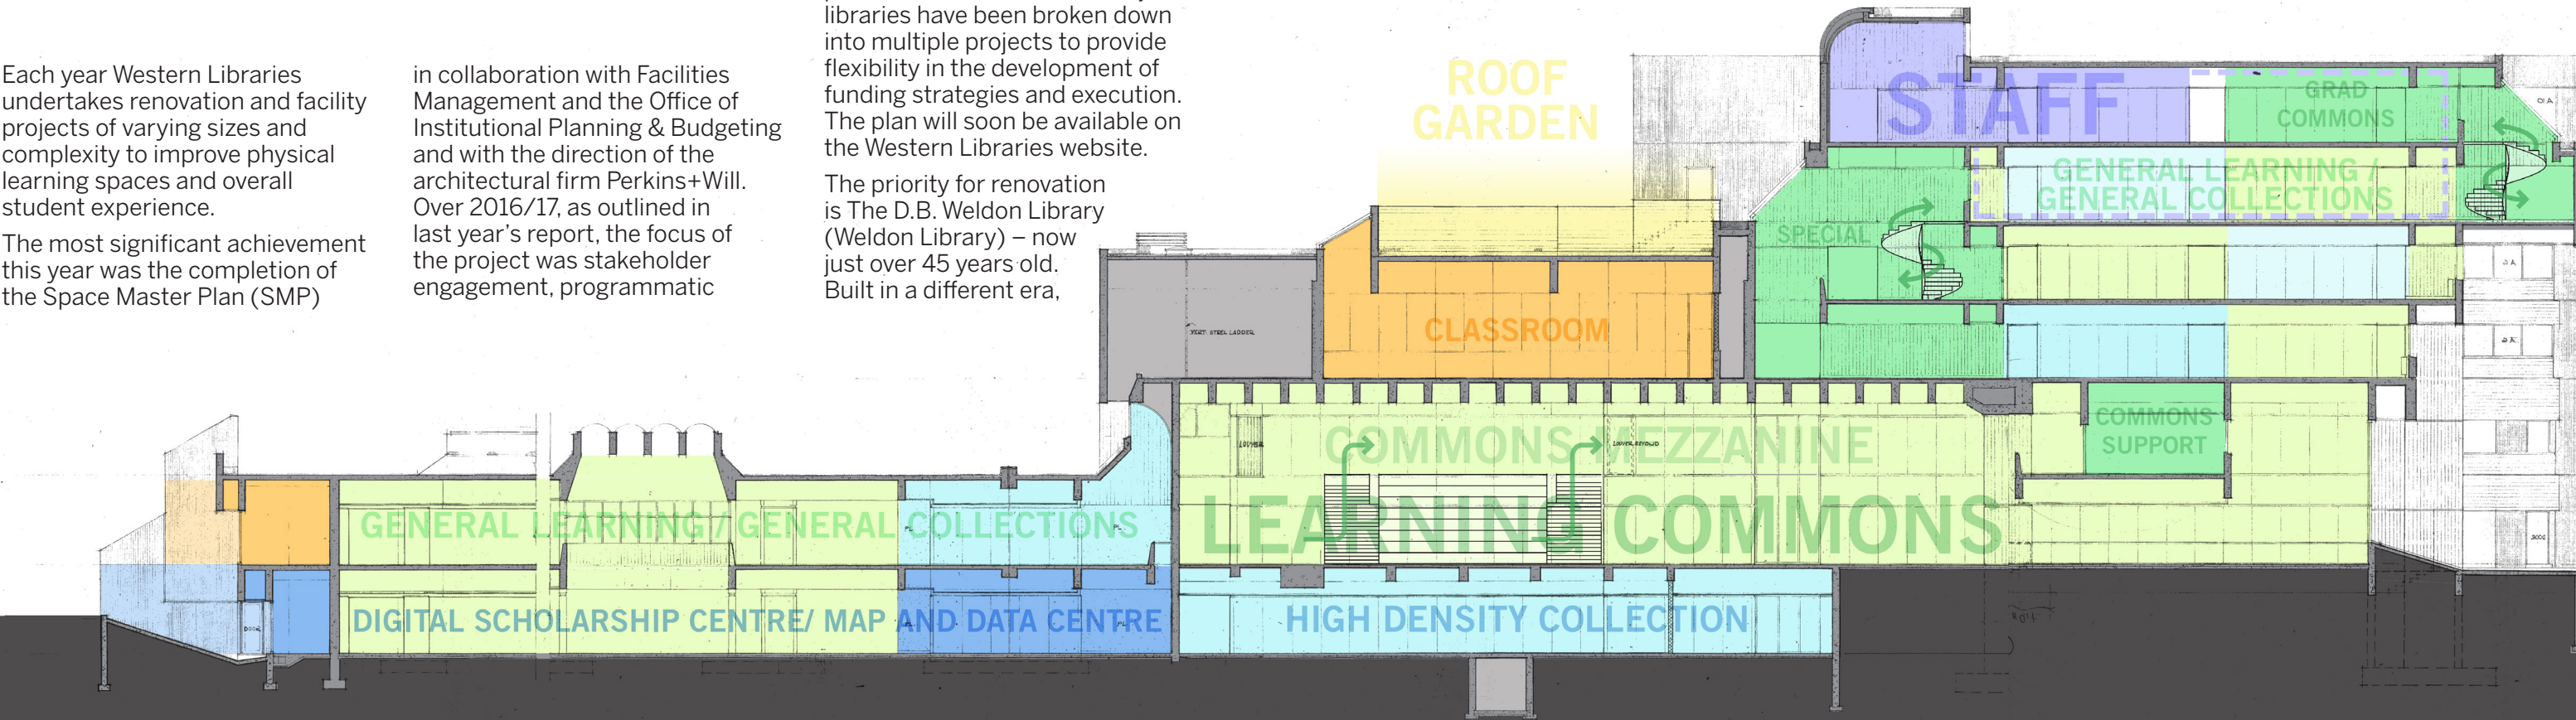 Each year Western Libraries
undertakes renovation and facility
projects of varying sizes and
complexity to improve physical
learning spaces and overall
student experience.
The most significant achievement
this year was the completion of
the Space Master Plan (SMP)
in collaboration with Facilities
Management and the Office of
Institutional Planning & Budgeting
and with the direction of the
architectural firm Perkins+Will.
Over 2016/17, as outlined in
last year's report, the focus of
the project was stakeholder
engagement, programmatic
libraries have been broken down
into multiple projects to provide
flexibility in the development of
funding strategies and execution.
The plan will soon be available on
the Western Libraries website.
The priority for renovation
is The D.B. Weldon Library
(Weldon Library) – now
just over 45 years old.
Built in a different era,
ROOF
GARDEN
STAFF
GRAD
COMMONS
GENERAL LEARNING /
GENERAL COLLECTIONS
SPECIAL
CLASSROOM
VERT. STEEL LADDER
COMMONS MEZZANINE
LOUVER
LOUVER BEYOND
COMMONS
SUPPORT
LEARNING COMMONS
GENERAL LEARNING / GENERAL COLLECTIONS
DIGITAL SCHOLARSHIP CENTRE/ MAP AND DATA CENTRE
DOOR
HIGH DENSITY COLLECTION